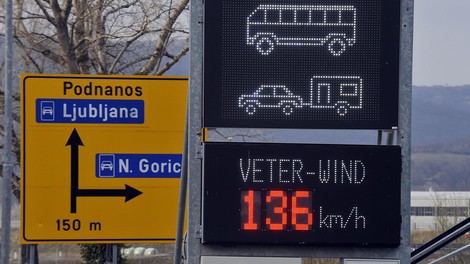 Podnanos
Ljubljana
N. Goric
150 m
VETER-WIND
136 km/h